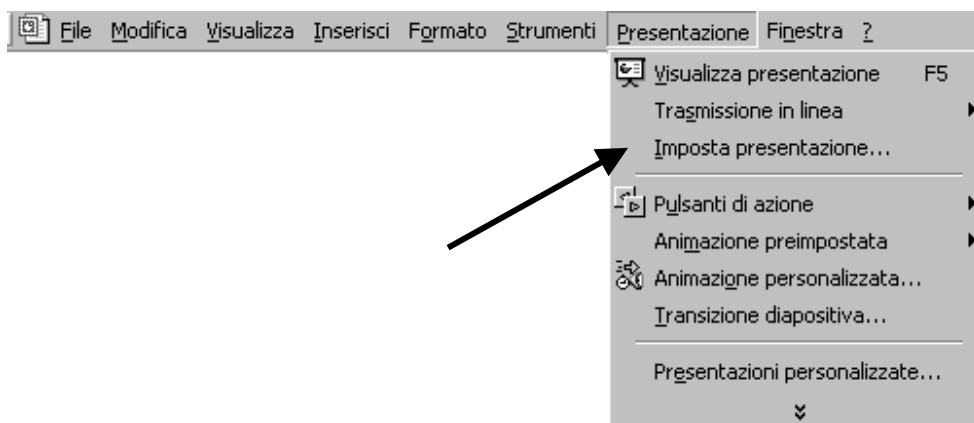 File Modifica Visualizza Inserisci Formato Strumenti Presentazione Finestra ?
Visualizza presentazione F5
Trasmissione in linea
Imposta presentazione...
Pulsanti di azione
Animazione preimpostata
Animazione personalizzata...
Transizione diapositiva...
Presentazioni personalizzate...